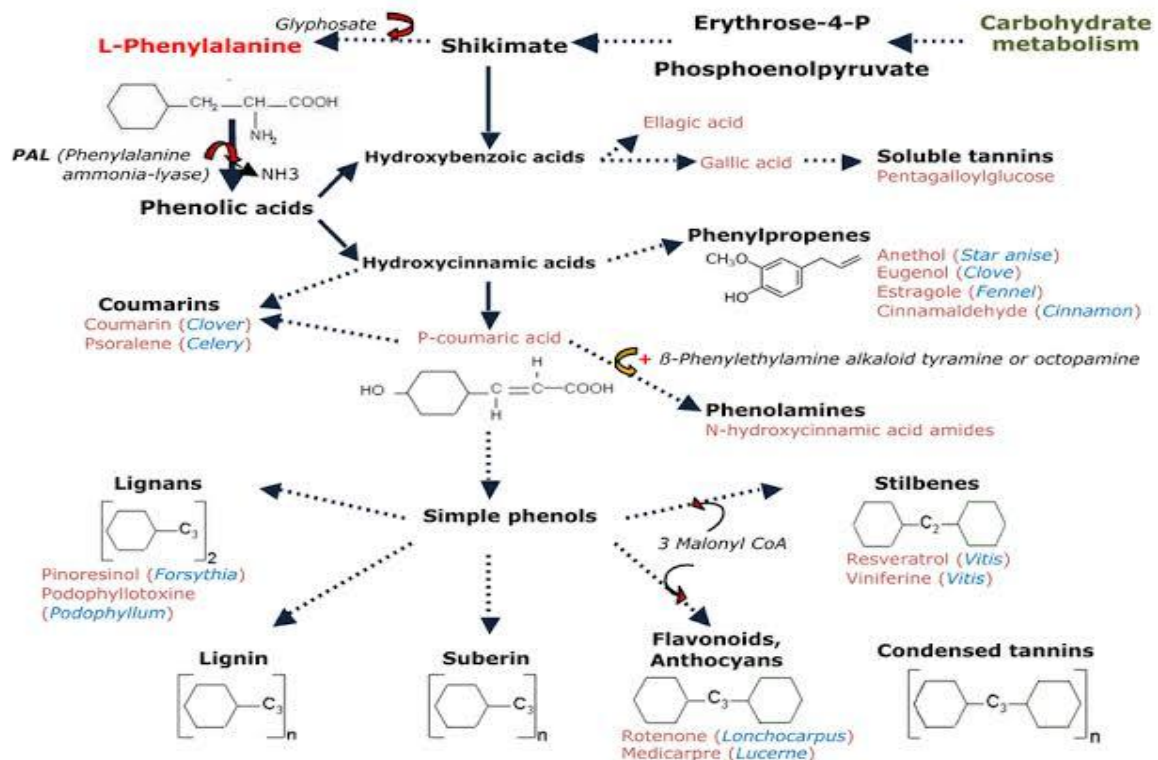 Glyphosate
L-Phenylalanine
Shikimate
Erythrose-4-P
Phosphoenolpyruvate
Carbohydrate
metabolism
CH2 CH COOH
NH2
PAL (Phenylalanine
ammonia-lyase)
NH3
Phenolic acids
Hydroxybenzoic acids
Ellagic acid
Gallic acid
Soluble tannins
Pentagalloylglucose
Hydroxycinnamic acids
Phenylpropenes
OCH3
HO
Anethol (Star anise)
Eugenol (Clove)
Estragole (Fennel)
Cinnamaldehyde (Cinnamon)
Coumarins
Coumarin (Clover)
Psoralene (Celery)
P-coumaric acid
+ ß-Phenylethylamine alkaloid tyramine or octopamine
H
HO C C COOH
H
Phenolamines
N-hydroxycinnamic acid amides
Lignans
C3
2
Pinoresinol (Forsythia)
Podophyllotoxine
(Podophyllum)
Simple phenols
3 Malonyl CoA
Stilbenes
C2
Resveratrol (Vitis)
Viniferine (Vitis)
Lignin
C3
n
Suberin
C3
n
Flavonoids,
Anthocyans
C3
Rotenone (Lonchocarpus)
Medicarpre (Lucerne)
Condensed tannins
C3
n